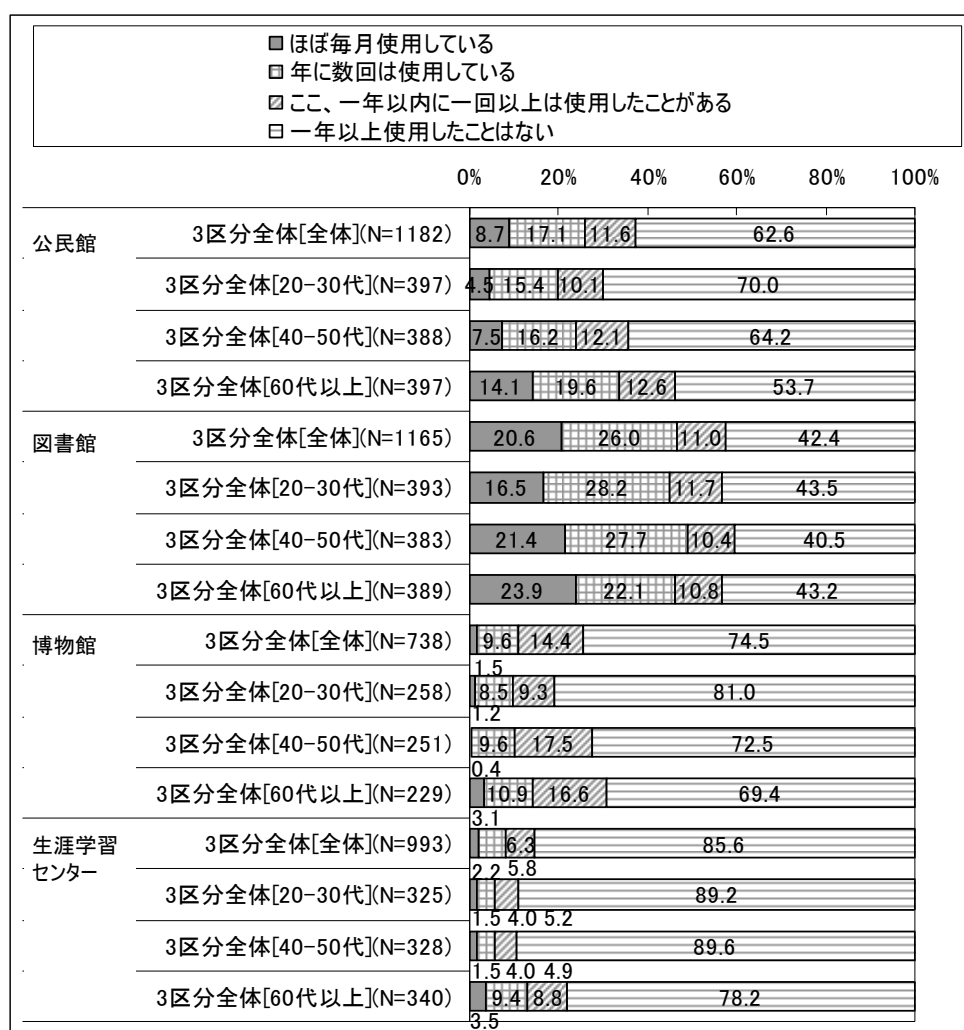 ほぼ毎月使用している
年に数回は使用している
ここ、一年以内に一回以上は使用したことがある
一年以上使用したことはない
0% 20% 40% 60% 80% 100%
公民館
3区分全体[全体](N=1182) 8.7 17.1 11.6 62.6
3区分全体[20-30代](N=397) 4.5 15.4 10.1 70.0
3区分全体[40-50代](N=388) 7.5 16.2 12.1 64.2
3区分全体[60代以上](N=397) 14.1 19.6 12.6 53.7
図書館
3区分全体[全体](N=1165) 20.6 26.0 11.0 42.4
3区分全体[20-30代](N=393) 16.5 28.2 11.7 43.5
3区分全体[40-50代](N=383) 21.4 27.7 10.4 40.5
3区分全体[60代以上](N=389) 23.9 22.1 10.8 43.2
博物館
3区分全体[全体](N=738) 9.6 14.4 74.5
1.5
3区分全体[20-30代](N=258) 8.5 9.3 81.0
1.2
3区分全体[40-50代](N=251) 9.6 17.5 72.5
0.4
3区分全体[60代以上](N=229) 10.9 16.6 69.4
3.1
生涯学習
センター
3区分全体[全体](N=993) 6.3 85.6
2.2 5.8
3区分全体[20-30代](N=325) 89.2
1.5 4.0 5.2
3区分全体[40-50代](N=328) 89.6
1.5 4.0 4.9
3区分全体[60代以上](N=340) 9.4 8.8 78.2
3.5